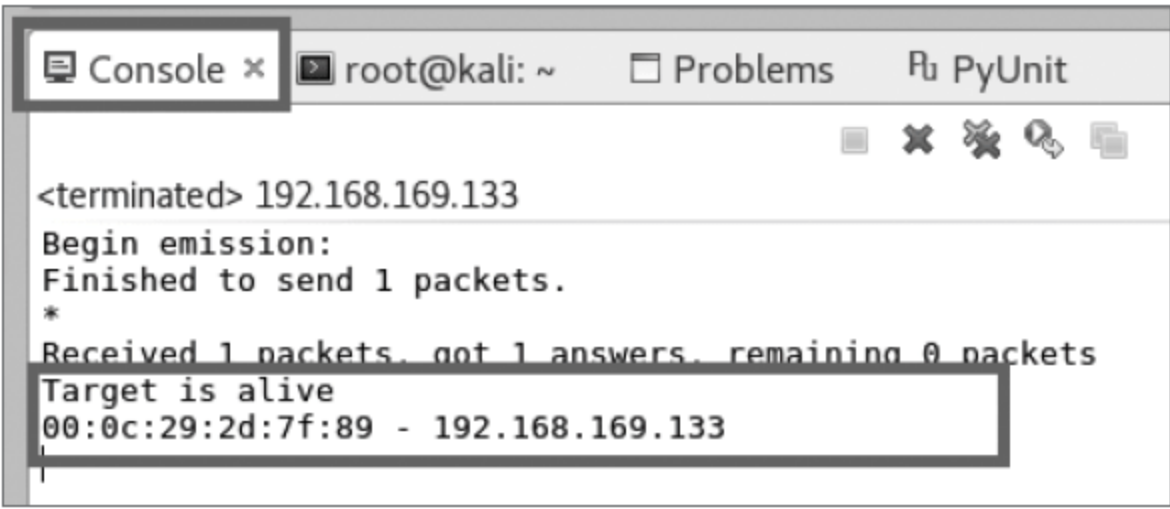 Console root@kali: ~ Problems PyUnit
<terminated> 192.168.169.133
Begin emission:
Finished to send 1 packets.
*
Received 1 packets, got 1 answers, remaining 0 packets
Target is alive
00:0c:29:2d:7f:89 - 192.168.169.133